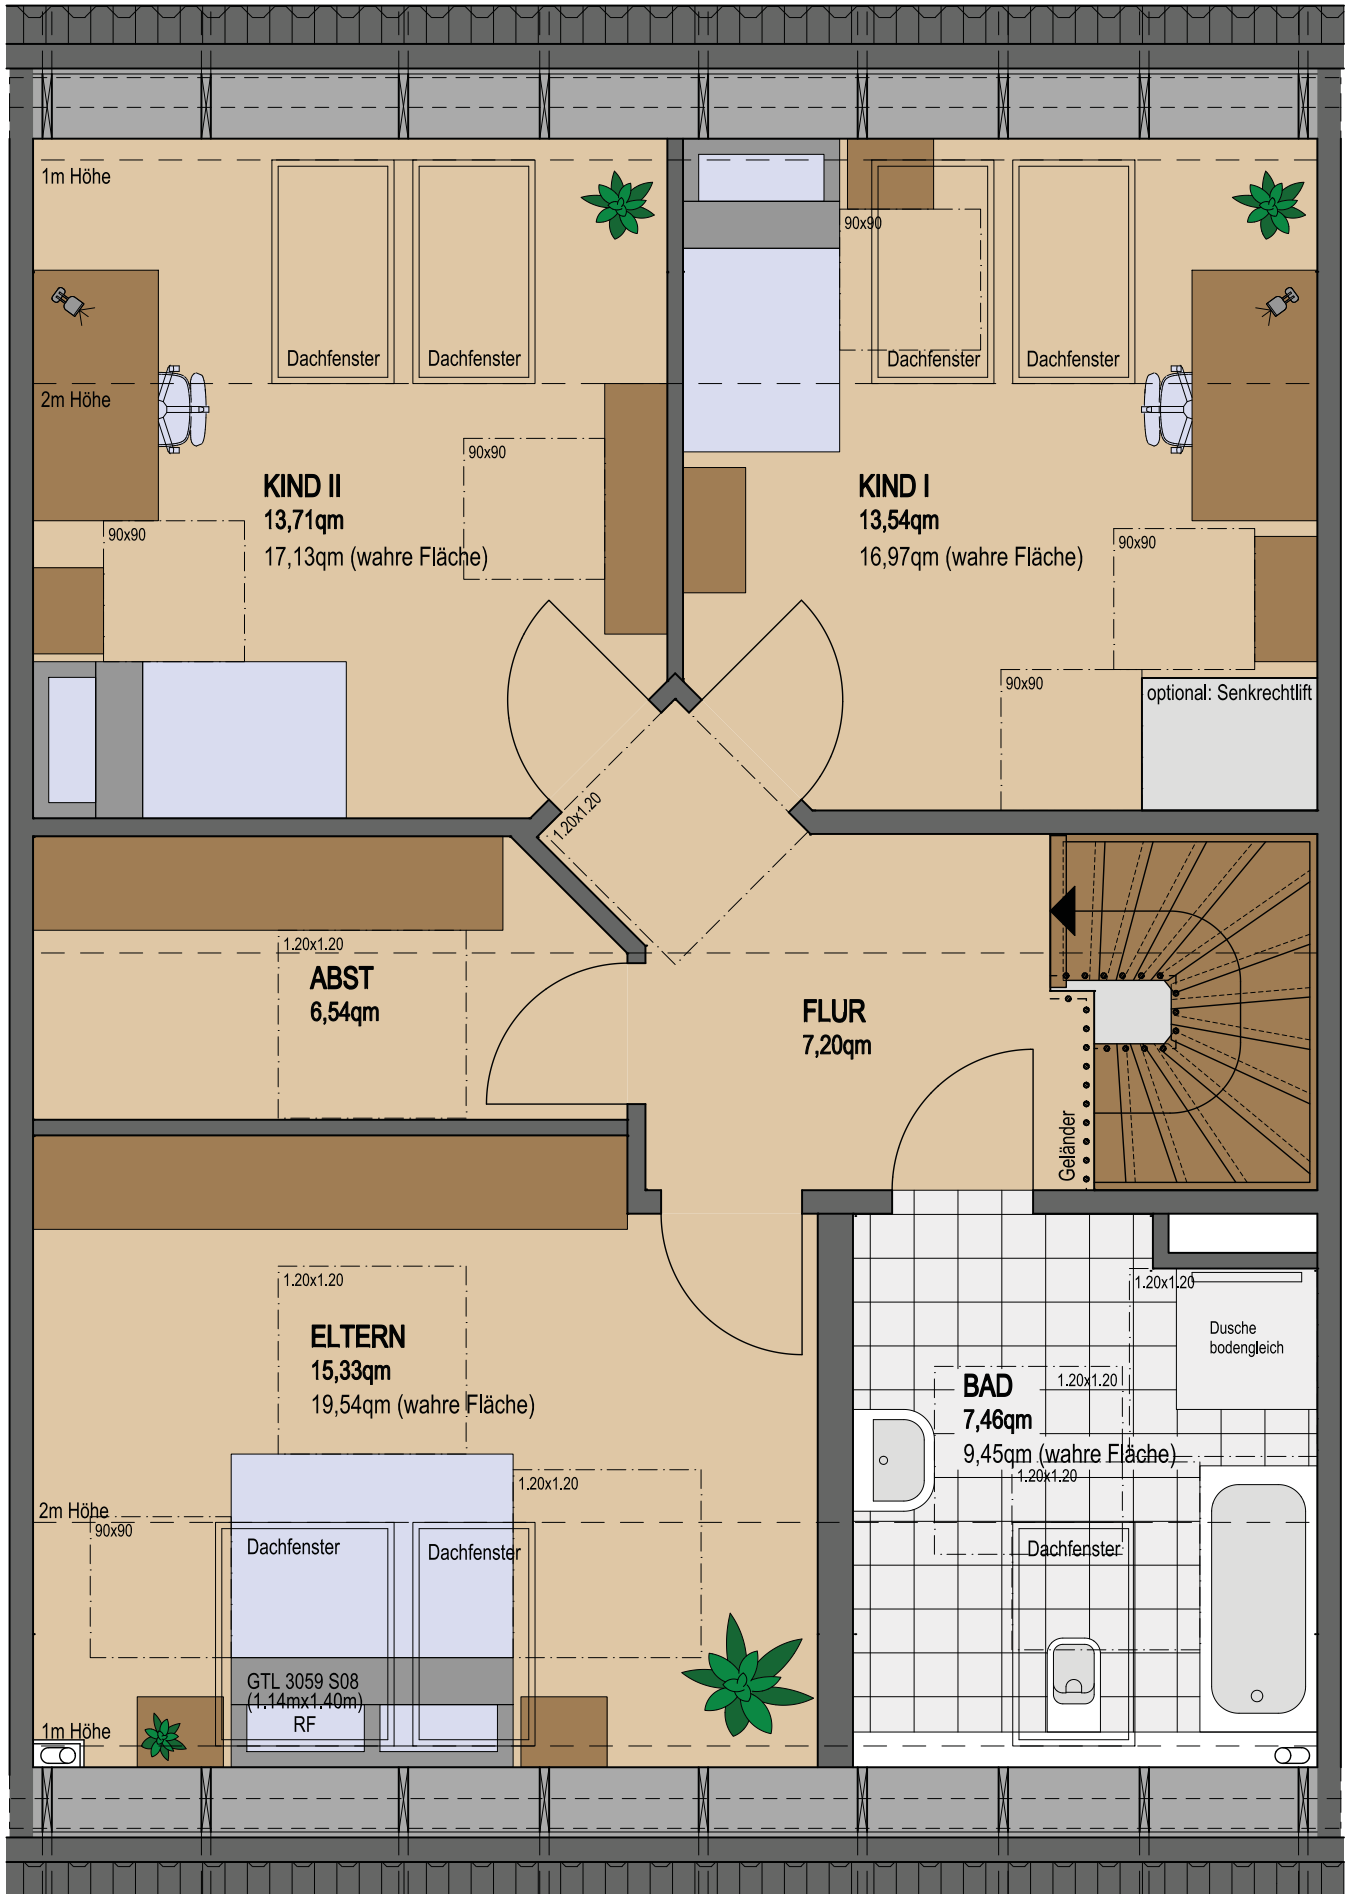 1m Höhe
Dachfenster
Dachfenster
2m Höhe
90x90
KIND II
13,71qm
17,13qm (wahre Fläche)
90x90
90x90
Dachfenster
Dachfenster
KIND I
13,54qm
16,97qm (wahre Fläche)
90x90
90x90
optional: Senkrechtlift
1.20x1.20
1.20x1.20
ABST
6,54qm
FLUR
7,20qm
Geländer
1.20x1.20
ELTERN
15,33qm
19,54qm (wahre Fläche)
1.20x1.20
2m Höhe
90x90
Dachfenster
Dachfenster
GTL 3059 S08
(1.14mx1.40m)
RF
1m Höhe
1.20x1.20
Dusche
bodengleich
BAD
1.20x1.20
7,46qm
9,45qm (wahre Fläche)
1.20x1.20
Dachfenster